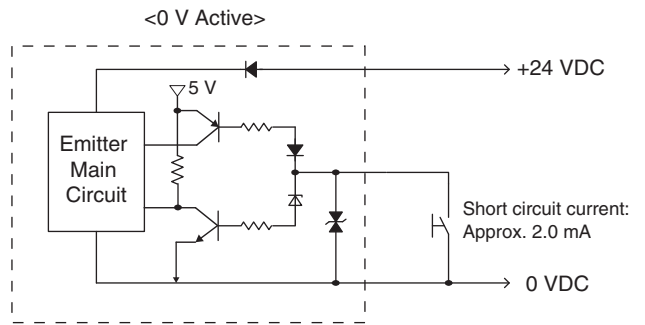 <0 V Active>
+24 VDC
5 V
Emitter
Main
Circuit
Short circuit current:
Approx. 2.0 mA
0 VDC